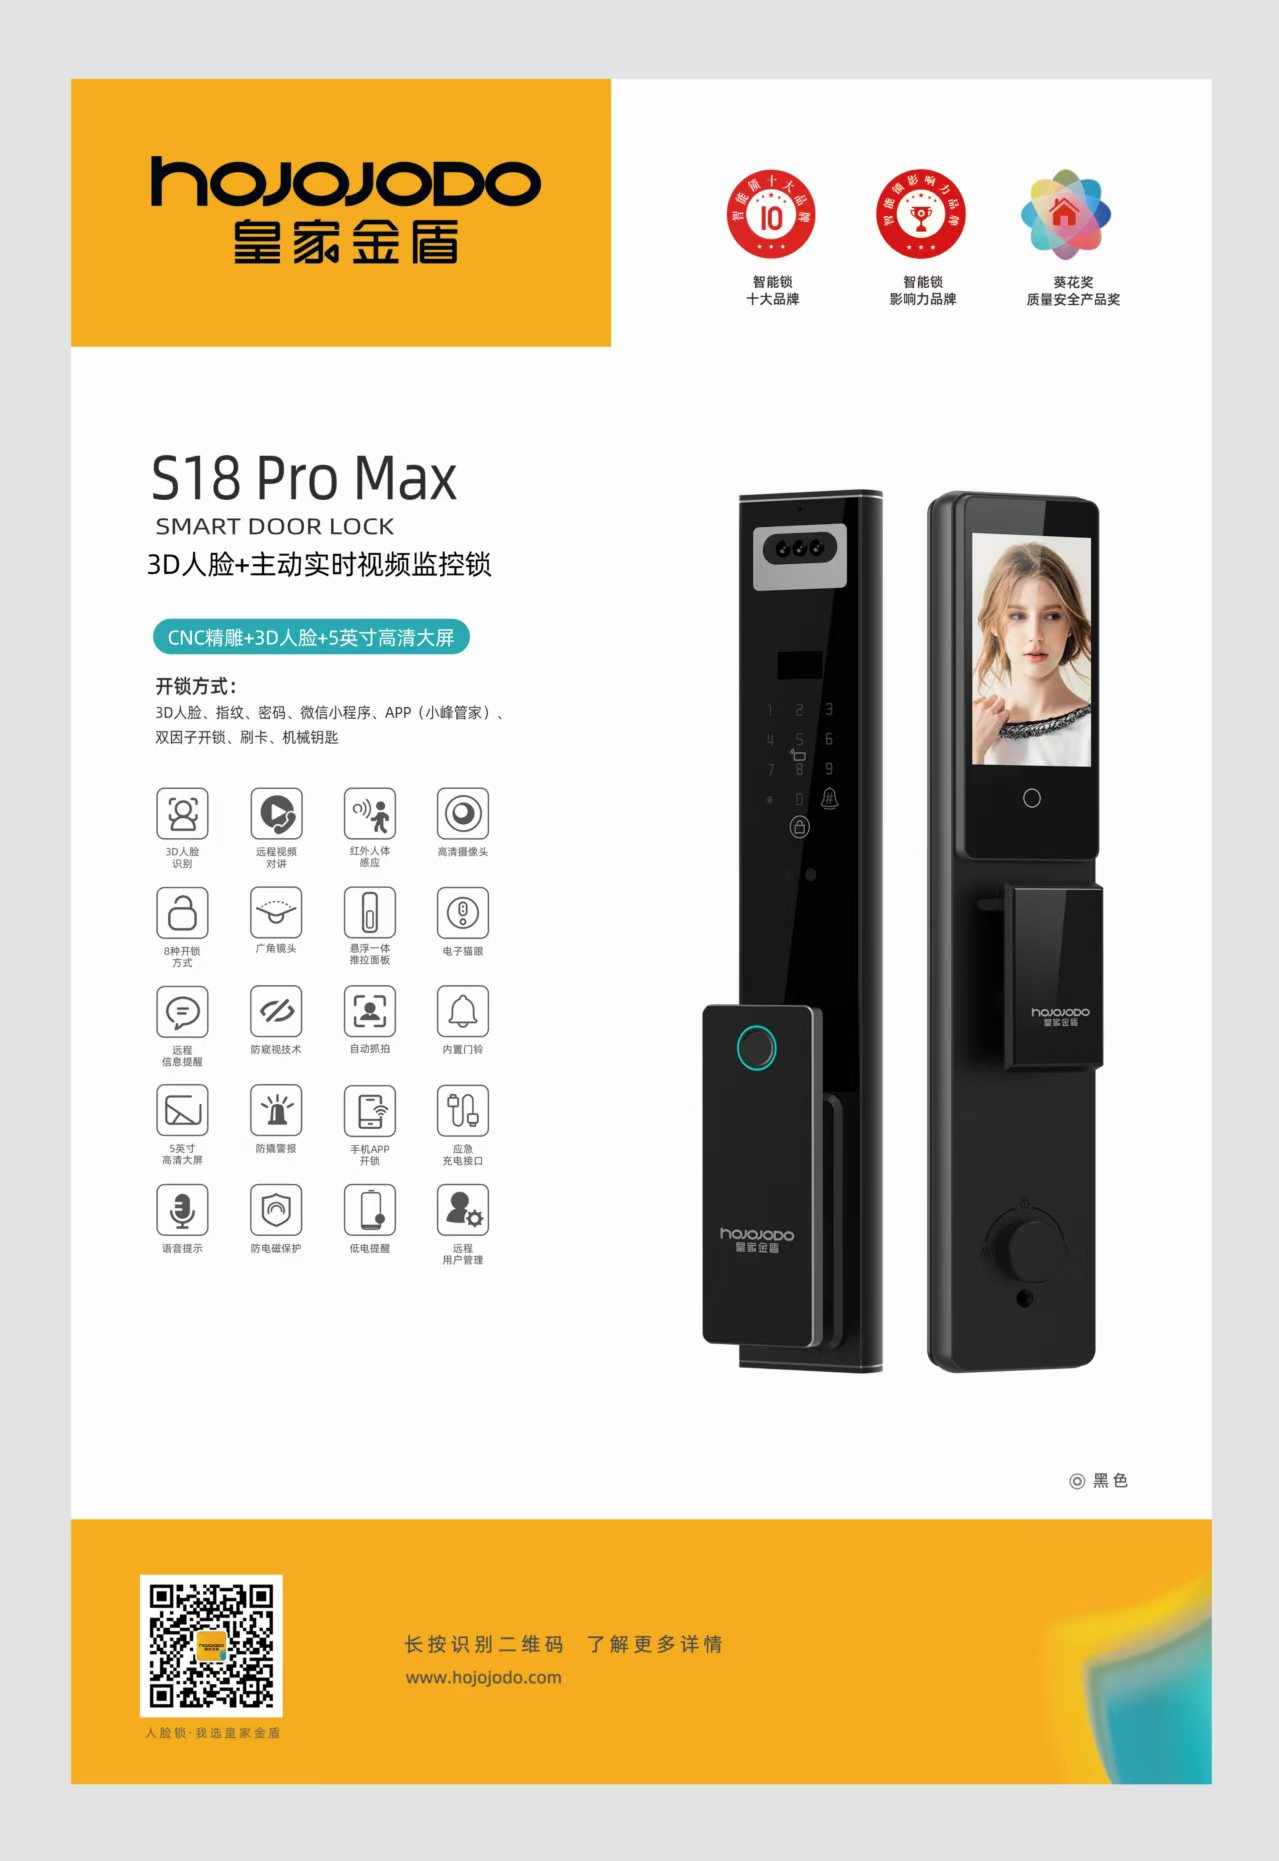 hojojodo
皇家金盾
智能锁十大品牌
10
智能锁
十大品牌
智能锁影响力品牌
智能锁
影响力品牌
葵花奖
质量安全产品奖
S18 Pro Max
SMART DOOR LOCK
3D人脸+主动实时视频监控锁
CNC精雕+3D人脸+5英寸高清大屏
开锁方式：
3D人脸、指纹、密码、微信小程序、APP（小峰管家）、
双因子开锁、刷卡、机械钥匙
3D人脸
识别
远程视频
对讲
红外人体
感应
高清摄像头
8种开锁
方式
广角镜头
悬浮一体
推拉面板
电子猫眼
远程
信息提醒
防窥视技术
自动抓拍
内置门铃
5英寸
高清大屏
防撬警报
手机APP
开锁
应急
充电接口
语音提示
防电磁保护
低电提醒
远程
用户管理
1 2 3
4 5 6
7 8 9
* 0 #
hojojodo
皇家金盾
hojojodo
皇家金盾
黑色
hojojodo
皇家金盾
人脸锁·我选皇家金盾
长按识别二维码 了解更多详情
www.hojojodo.com